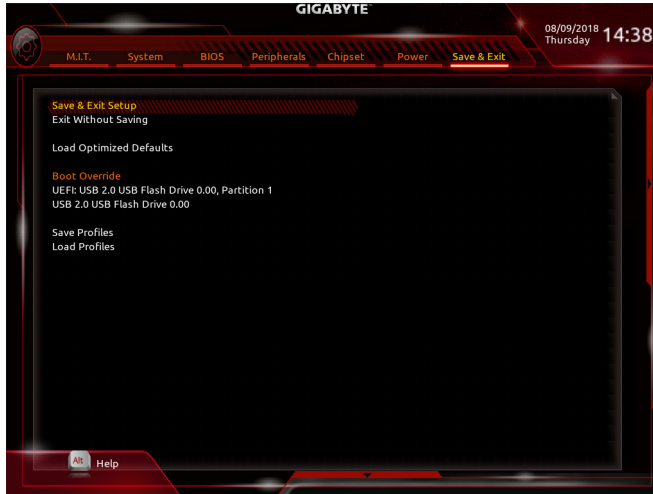 GIGABYTE
08/09/2018
Thursday
14:38
M.I.T. System BIOS Peripherals Chipset Power Save & Exit
Save & Exit Setup
Exit Without Saving
Load Optimized Defaults
Boot Override
UEFI: USB 2.0 USB Flash Drive 0.00, Partition 1
USB 2.0 USB Flash Drive 0.00
Save Profiles
Load Profiles
Alt Help